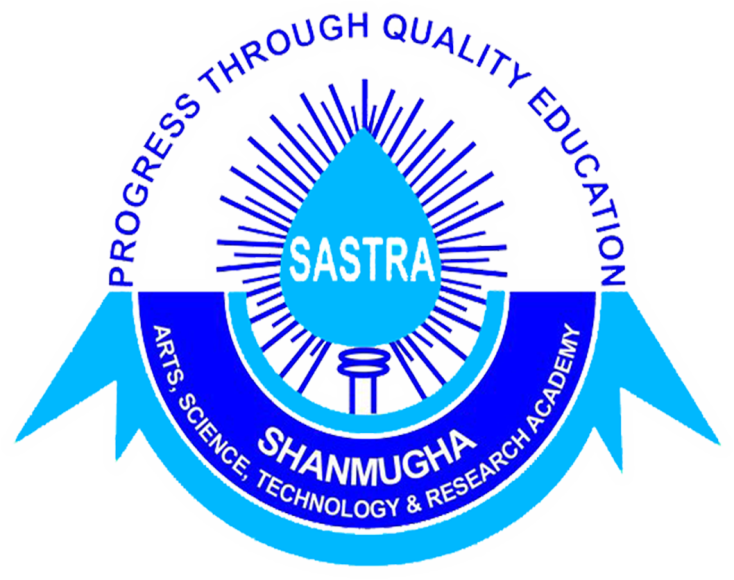 PROGRESS THROUGH QUALITY EDUCATION
SASTRA
SHANMUGHA
ARTS, SCIENCE, TECHNOLOGY & RESEARCH ACADEMY